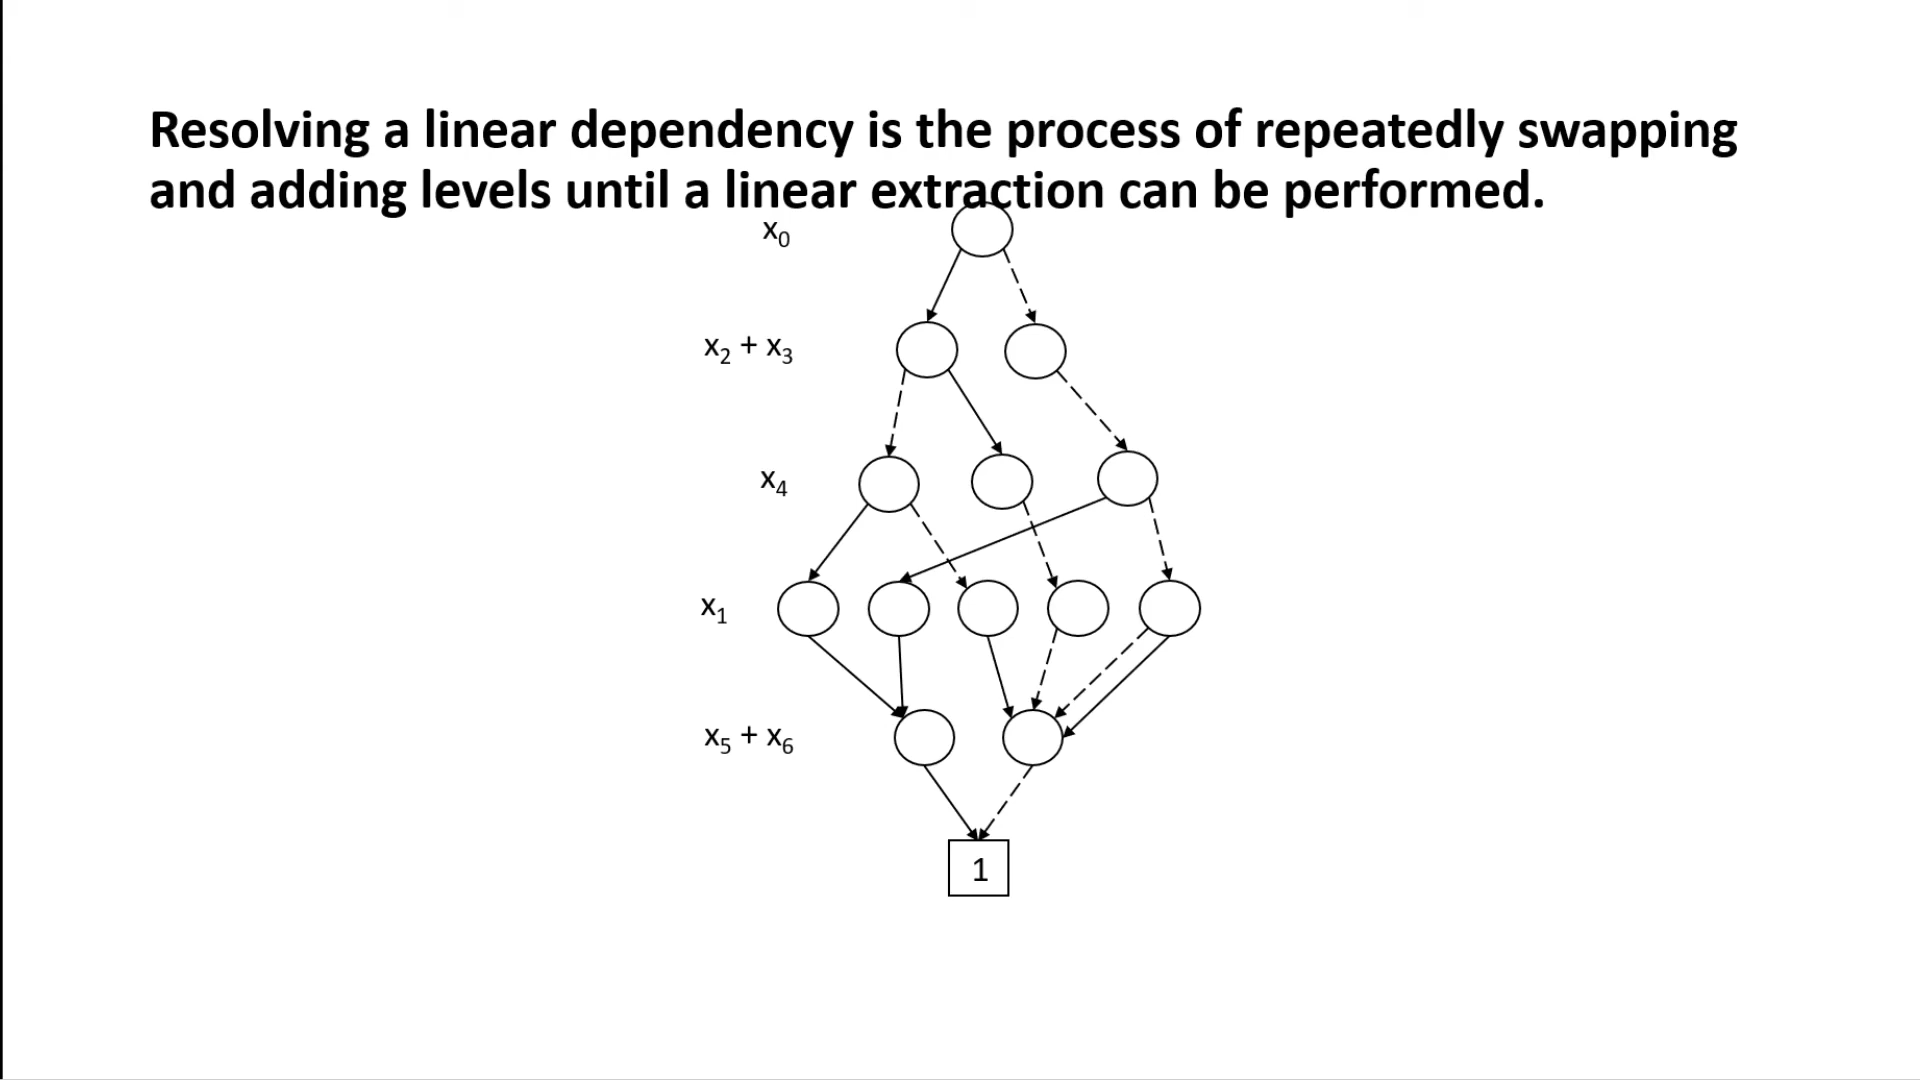 Resolving a linear dependency is the process of repeatedly swapping
and adding levels until a linear extraction can be performed.
x₀
x₂ + x₃
x₄
x₁
x₅ + x₆
1